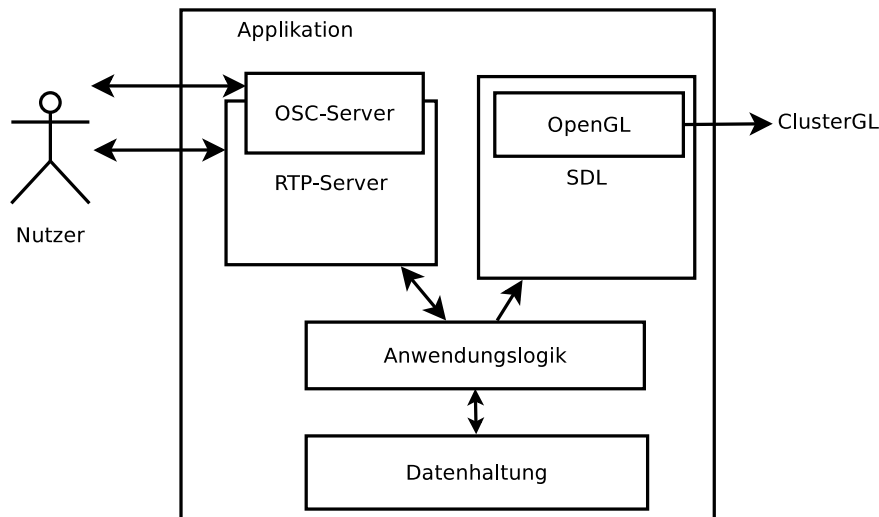 Applikation
OSC-Server
OpenGL
ClusterGL
RTP-Server
SDL
Nutzer
Anwendungslogik
Datenhaltung